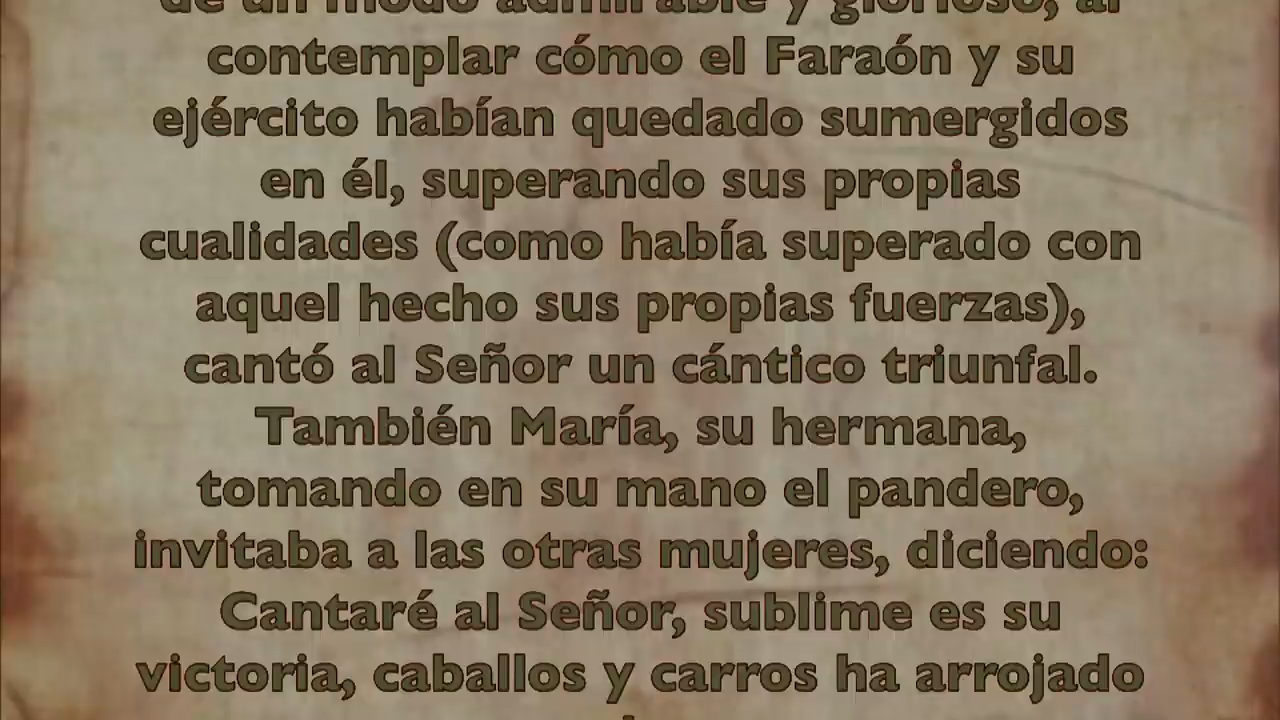 de un modo admirable y glorioso, al
contemplar cómo el Faraón y su
ejército habían quedado sumergidos
en él, superando sus propias
cualidades (como había superado con
aquel hecho sus propias fuerzas),
cantó al Señor un cántico triunfal.
También María, su hermana,
tomando en su mano el pandero,
invitaba a las otras mujeres, diciendo:
Cantaré al Señor, sublime es su
victoria, caballos y carros ha arrojado